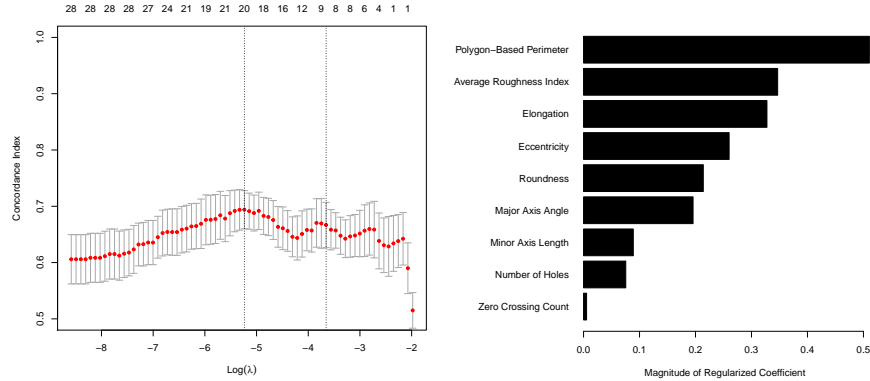 28 28 28 28 27 24 21 19 21 20 18 16 12 9 8 8 6 4 1 1
1.0
0.9
0.8
0.7
0.6
0.5
Concordance Index
−8 −7 −6 −5 −4 −3 −2
Log(λ)
Polygon-Based Perimeter
Average Roughness Index
Elongation
Eccentricity
Roundness
Major Axis Angle
Minor Axis Length
Number of Holes
Zero Crossing Count
0.0 0.1 0.2 0.3 0.4 0.5
Magnitude of Regularized Coefficient